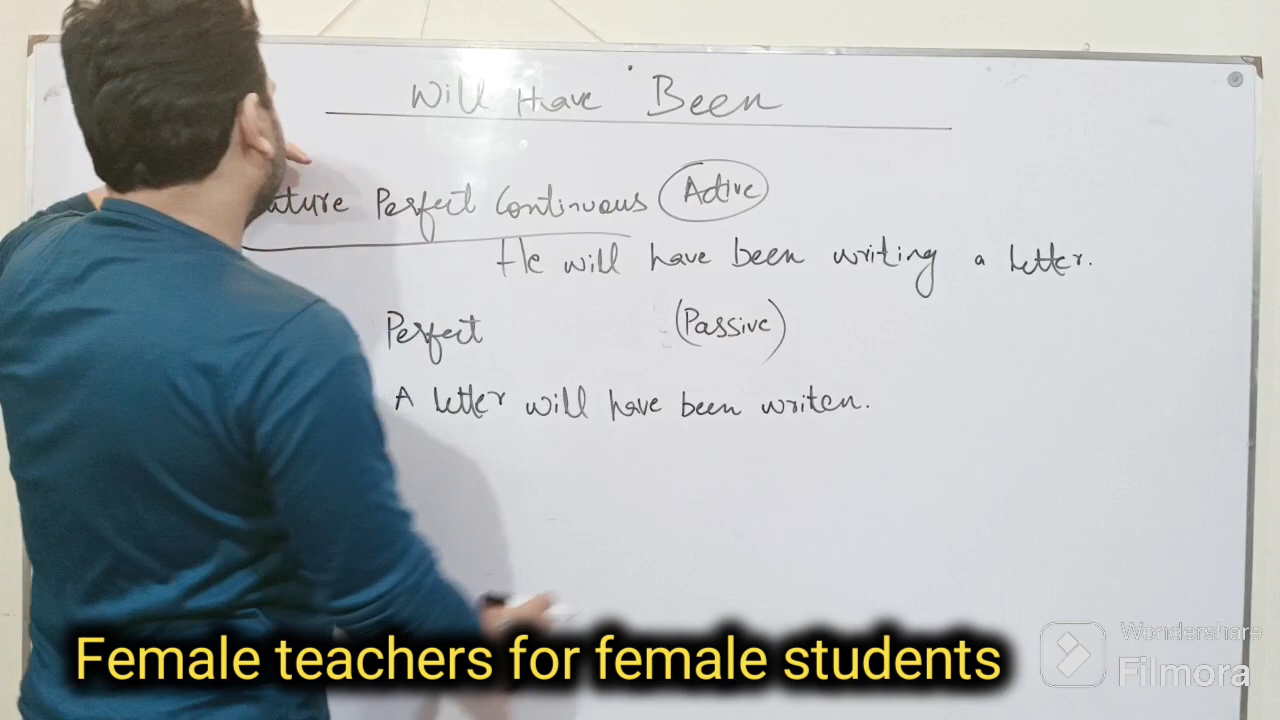 Will Have Been
uture Perfect Continuous Active
He will have been writing a letter.
Perfect (Passive)
A letter will have been writen.
Female teachers for female students
Wondershare
Filmora